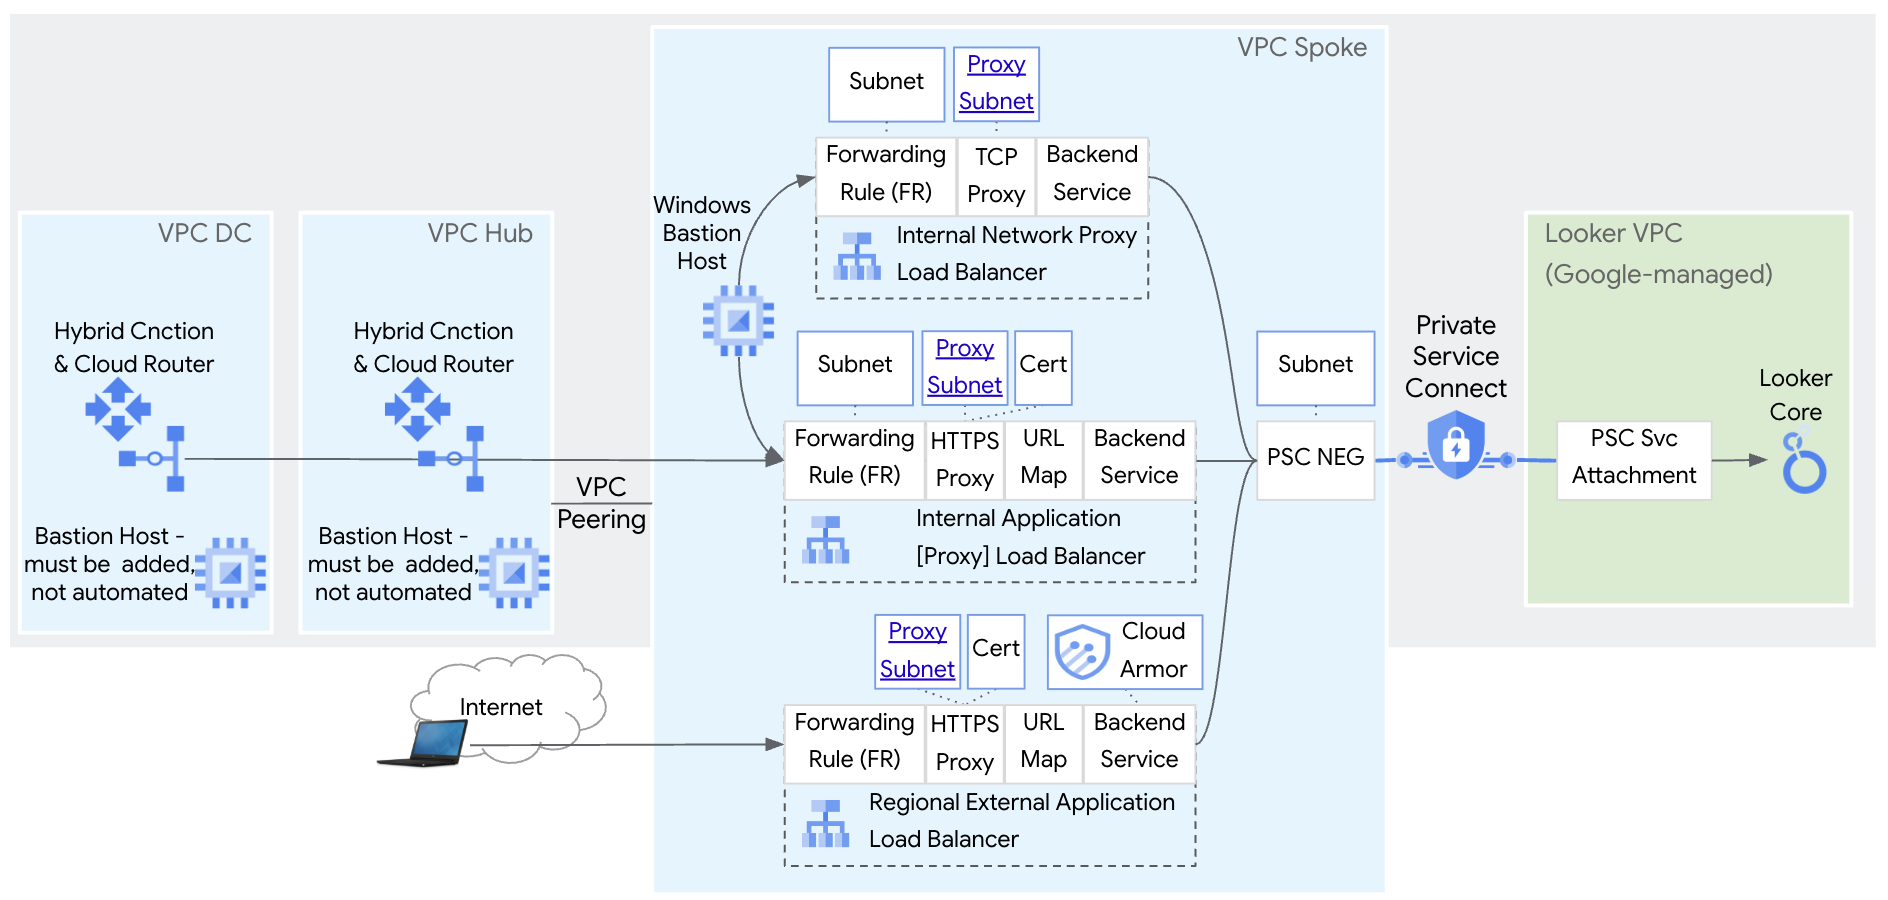 VPC Spoke
Subnet
Proxy
Subnet
Forwarding
Rule (FR)
TCP
Proxy
Backend
Service
Internal Network Proxy
Load Balancer
Windows
Bastion
Host
VPC DC
Hybrid Cnction
& Cloud Router
Bastion Host -
must be  added,
not automated
VPC Hub
Hybrid Cnction
& Cloud Router
Bastion Host -
must be  added,
not automated
VPC
Peering
Subnet
Proxy
Subnet
Cert
Forwarding
Rule (FR)
HTTPS
Proxy
URL
Map
Backend
Service
Internal Application
[Proxy] Load Balancer
Subnet
PSC NEG
Private
Service
Connect
Looker VPC
(Google-managed)
PSC Svc
Attachment
Looker
Core
Internet
Proxy
Subnet
Cert
Cloud
Armor
Forwarding
Rule (FR)
HTTPS
Proxy
URL
Map
Backend
Service
Regional External Application
Load Balancer